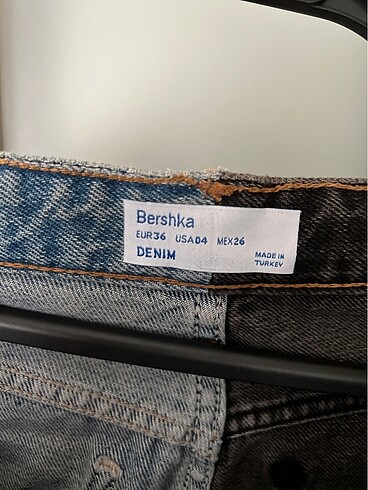 Bershka
EUR36 USA04 MEX26
DENIM
MADE IN
TURKEY